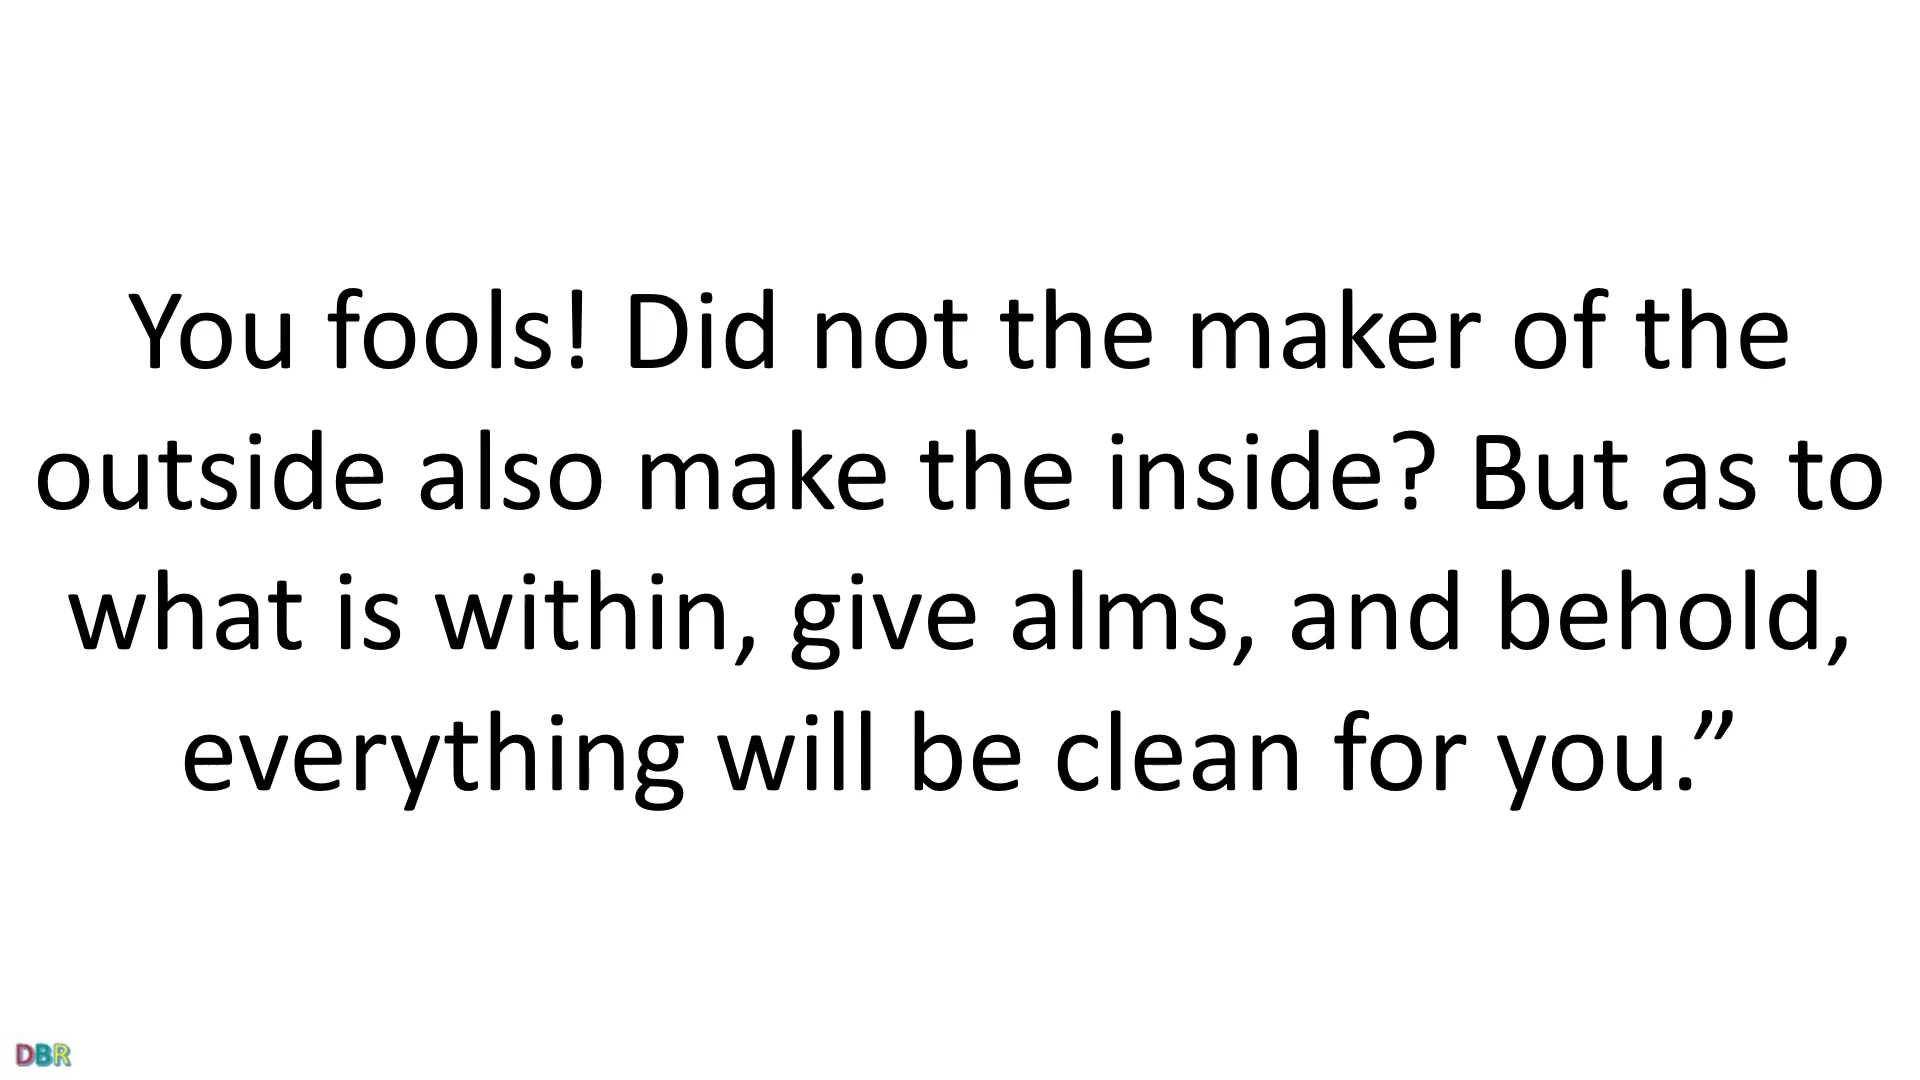 You fools! Did not the maker of the
outside also make the inside? But as to
what is within, give alms, and behold,
everything will be clean for you.”
DBR